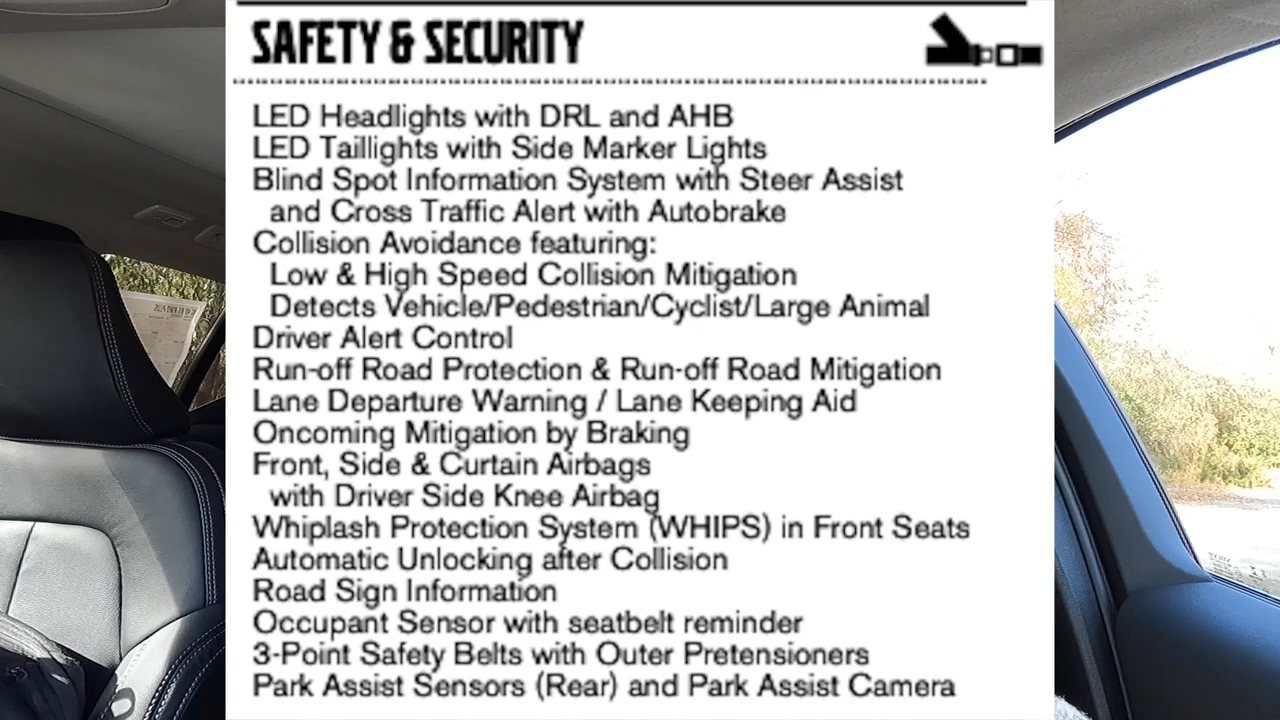 SAFETY & SECURITY
LED Headlights with DRL and AHB
LED Taillights with Side Marker Lights
Blind Spot Information System with Steer Assist
and Cross Traffic Alert with Autobrake
Collision Avoidance featuring:
Low & High Speed Collision Mitigation
Detects Vehicle/Pedestrian/Cyclist/Large Animal
Driver Alert Control
Run-off Road Protection & Run-off Road Mitigation
Lane Departure Warning / Lane Keeping Aid
Oncoming Mitigation by Braking
Front, Side & Curtain Airbags
with Driver Side Knee Airbag
Whiplash Protection System (WHIPS) in Front Seats
Automatic Unlocking after Collision
Road Sign Information
Occupant Sensor with seatbelt reminder
3-Point Safety Belts with Outer Pretensioners
Park Assist Sensors (Rear) and Park Assist Camera